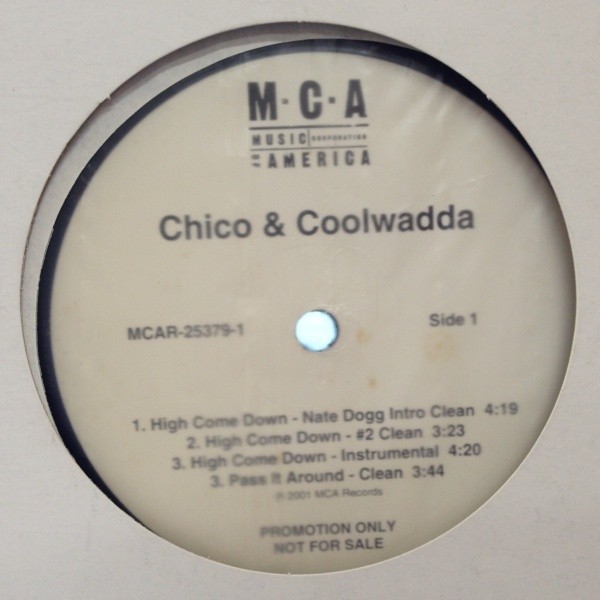 M·C·A
MUSIC CORPORATION
OF AMERICA
Chico & Coolwadda
MCAR-25379-1
Side 1
1. High Come Down - Nate Dogg Intro Clean 4:19
2. High Come Down - #2 Clean 3:23
3. High Come Down - Instrumental 4:20
3. Pass It Around - Clean 3:44
℗ 2001 MCA Records
PROMOTION ONLY
NOT FOR SALE